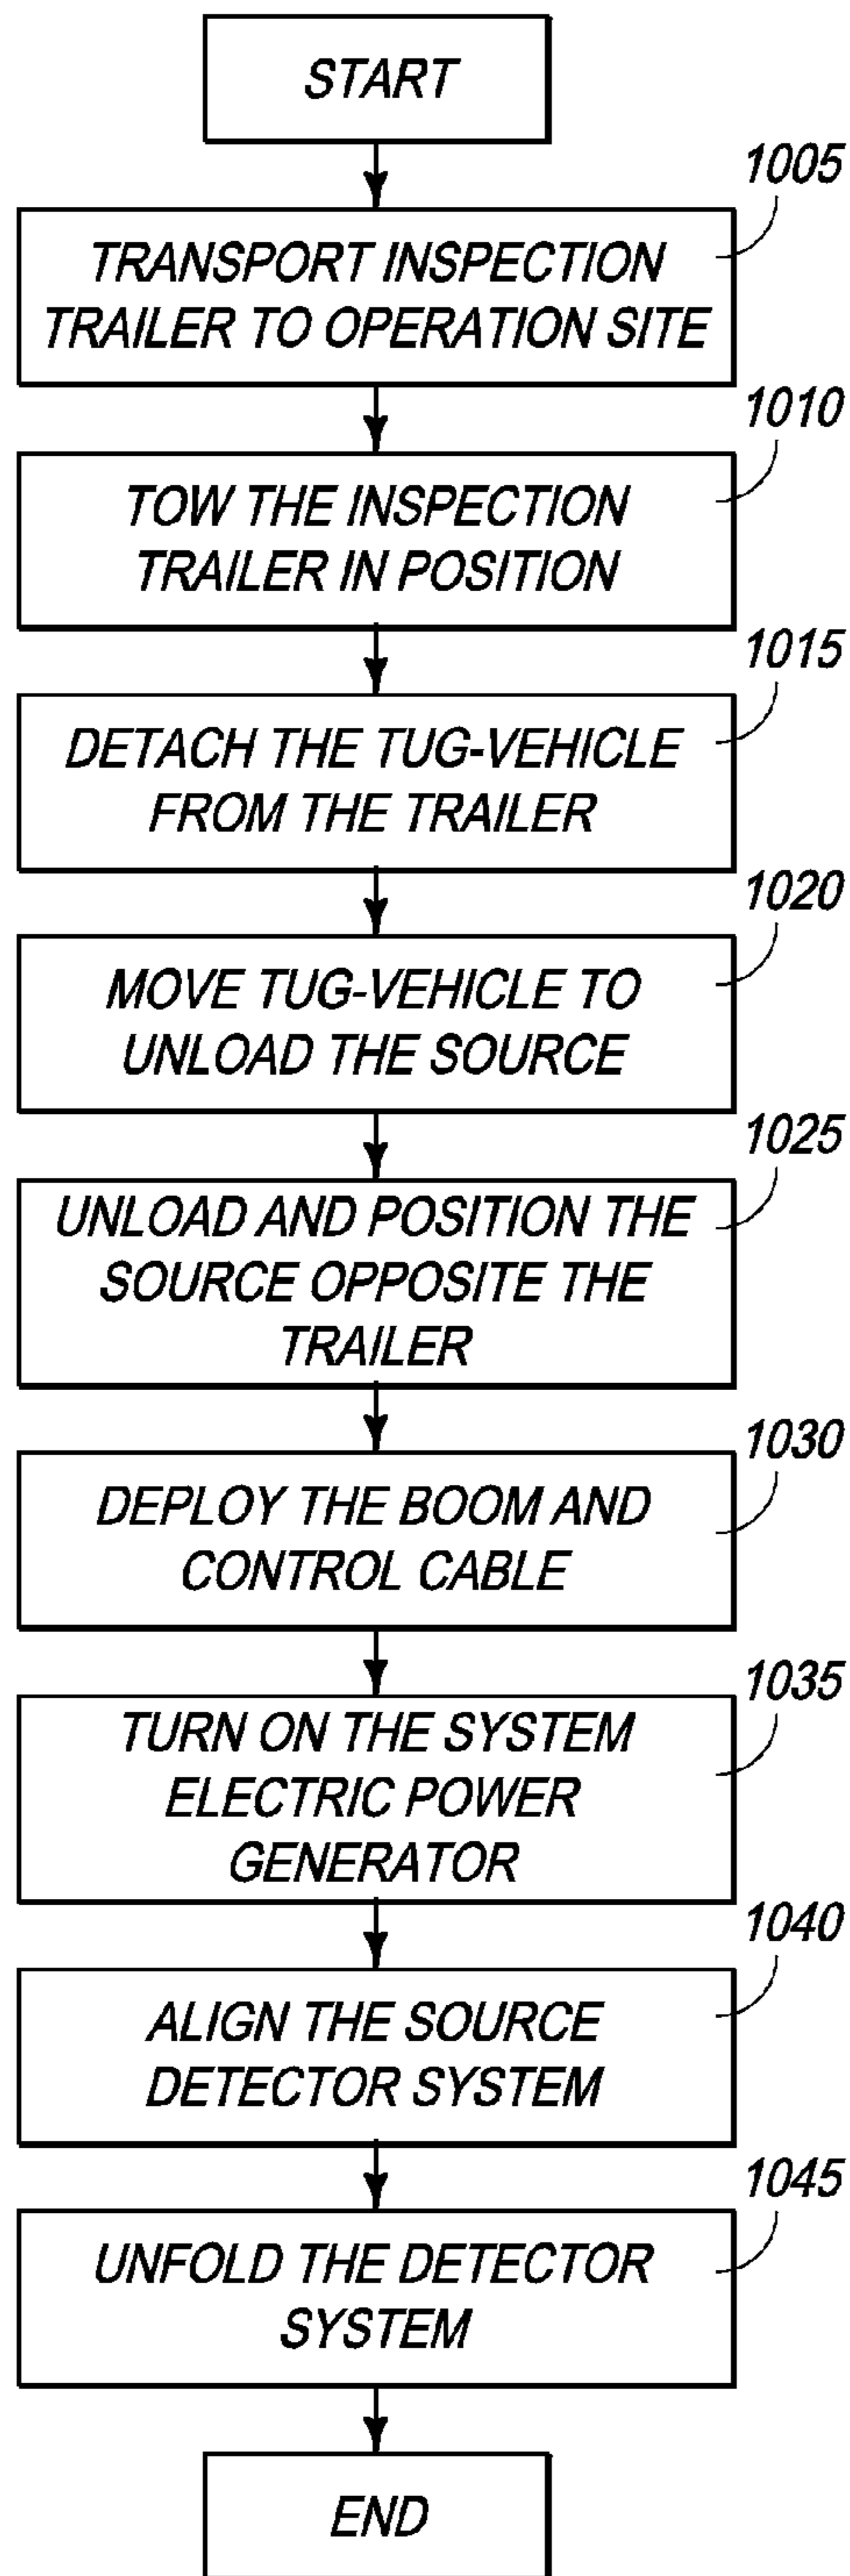 START
1005
TRANSPORT INSPECTION
TRAILER TO OPERATION SITE
1010
TOW THE INSPECTION
TRAILER IN POSITION
1015
DETACH THE TUG-VEHICLE
FROM THE TRAILER
1020
MOVE TUG-VEHICLE TO
UNLOAD THE SOURCE
1025
UNLOAD AND POSITION THE
SOURCE OPPOSITE THE
TRAILER
1030
DEPLOY THE BOOM AND
CONTROL CABLE
1035
TURN ON THE SYSTEM
ELECTRIC POWER
GENERATOR
1040
ALIGN THE SOURCE
DETECTOR SYSTEM
1045
UNFOLD THE DETECTOR
SYSTEM
END